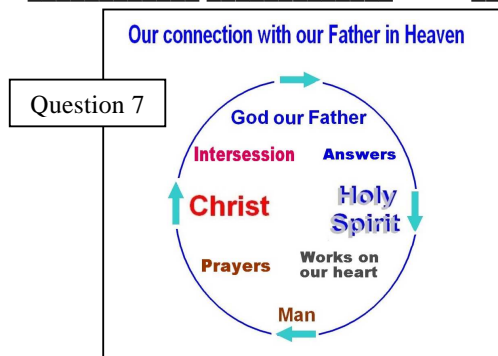 Our connection with our Father in Heaven
Question 7
God our Father
Intersession
Answers
Christ
Holy
Spirit
Prayers
Works on
our heart
Man